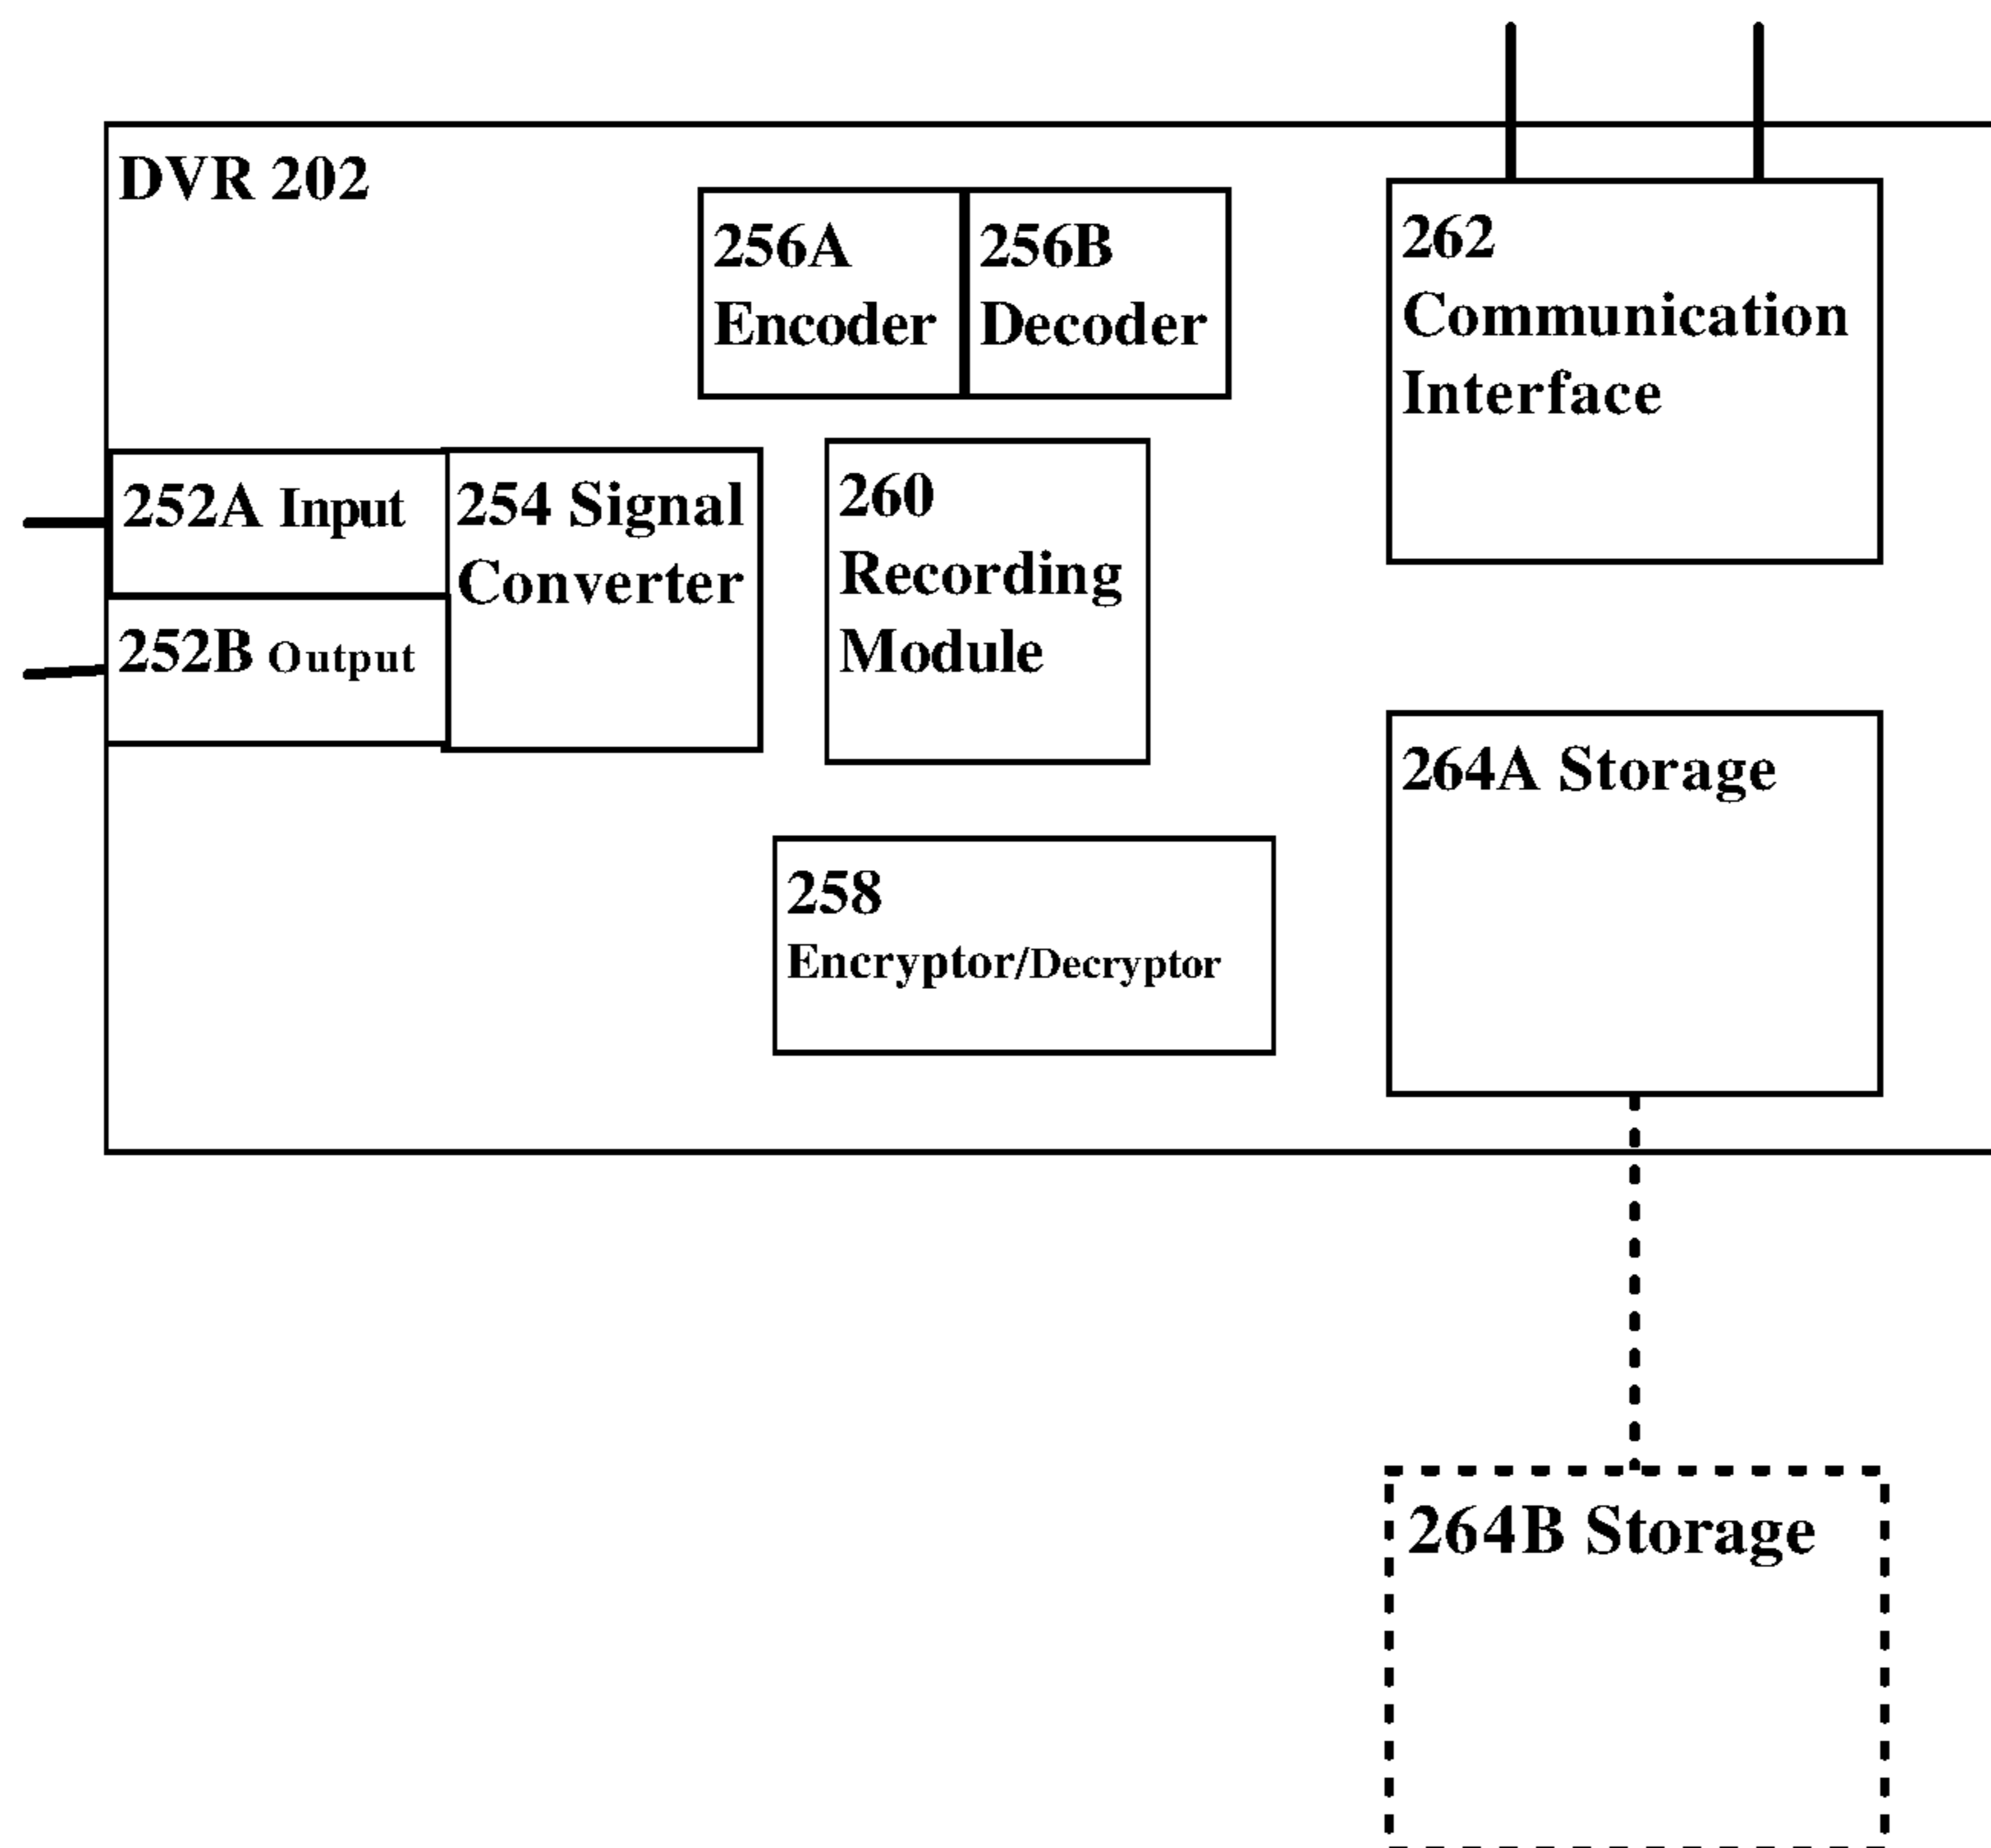 DVR 202
256A
Encoder
256B
Decoder
262
Communication
Interface
252A Input
252B Output
254 Signal
Converter
260
Recording
Module
264A Storage
258
Encryptor/Decryptor
264B Storage